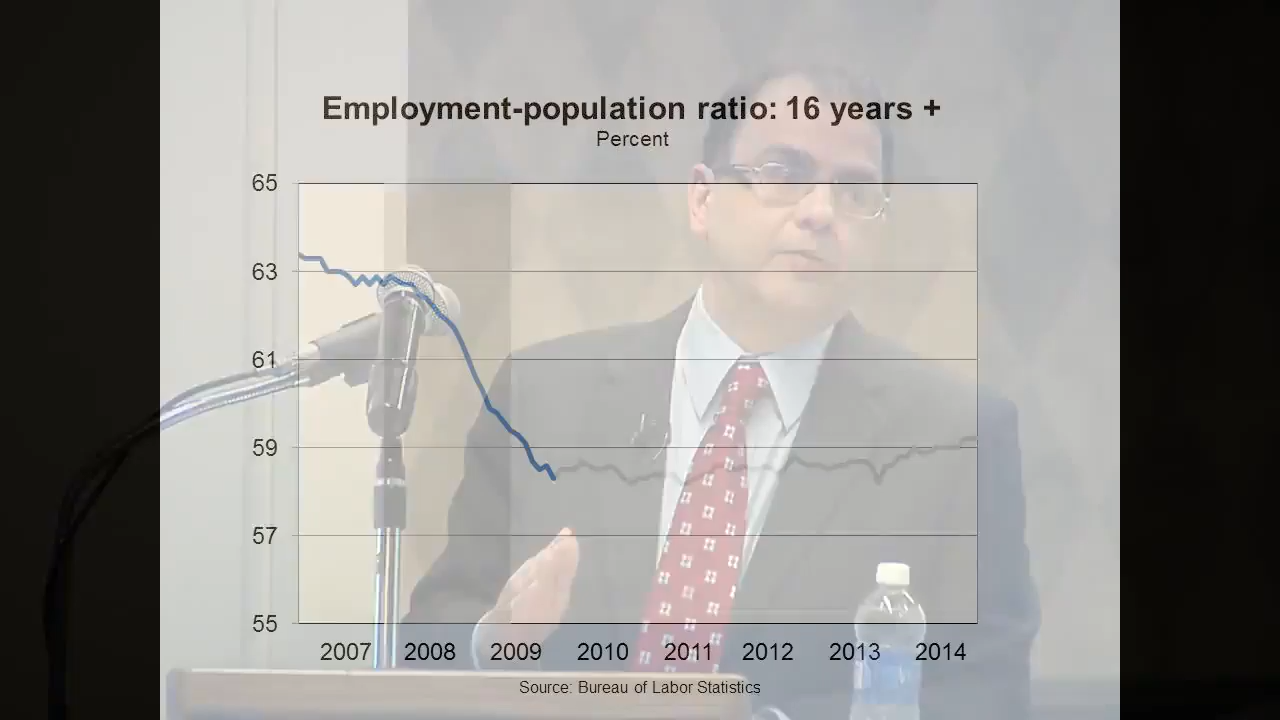 Employment-population ratio: 16 years +
Percent
65
63
61
59
57
55
2007 2008 2009 2010 2011 2012 2013 2014
Source: Bureau of Labor Statistics